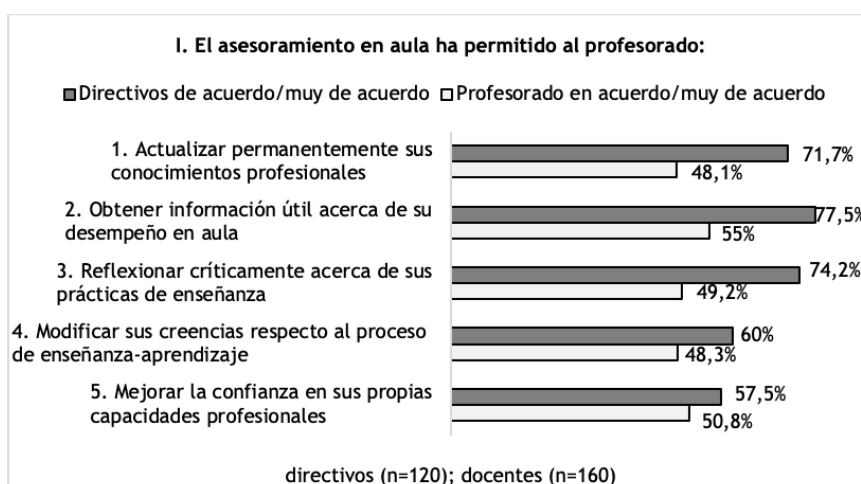 I. El asesoramiento en aula ha permitido al profesorado:
Directivos de acuerdo/muy de acuerdo Profesorado en acuerdo/muy de acuerdo
1. Actualizar permanentemente sus
conocimientos profesionales
71,7%
48,1%
2. Obtener información útil acerca de su
desempeño en aula
77,5%
55%
3. Reflexionar críticamente acerca de sus
prácticas de enseñanza
74,2%
49,2%
4. Modificar sus creencias respecto al proceso
de enseñanza-aprendizaje
60%
48,3%
5. Mejorar la confianza en sus propias
capacidades profesionales
57,5%
50,8%
directivos (n=120); docentes (n=160)